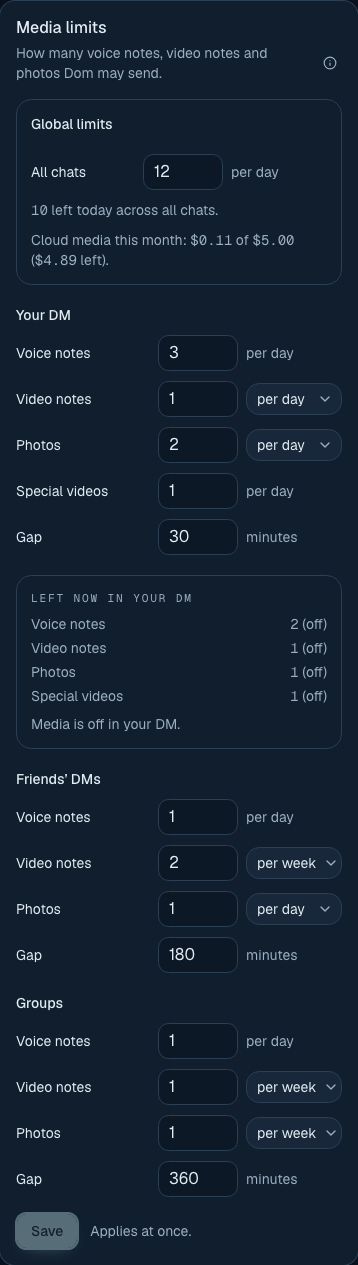 Media limits
How many voice notes, video notes and
photos Dom may send.
Global limits
All chats 12 per day
10 left today across all chats.
Cloud media this month: $0.11 of $5.00
($4.89 left).
Your DM
Voice notes 3 per day
Video notes 1 per day
Photos 2 per day
Special videos 1 per day
Gap 30 minutes
LEFT NOW IN YOUR DM
Voice notes 2 (off)
Video notes 1 (off)
Photos 1 (off)
Special videos 1 (off)
Media is off in your DM.
Friends’ DMs
Voice notes 1 per day
Video notes 2 per week
Photos 1 per day
Gap 180 minutes
Groups
Voice notes 1 per day
Video notes 1 per week
Photos 1 per week
Gap 360 minutes
Save Applies at once.